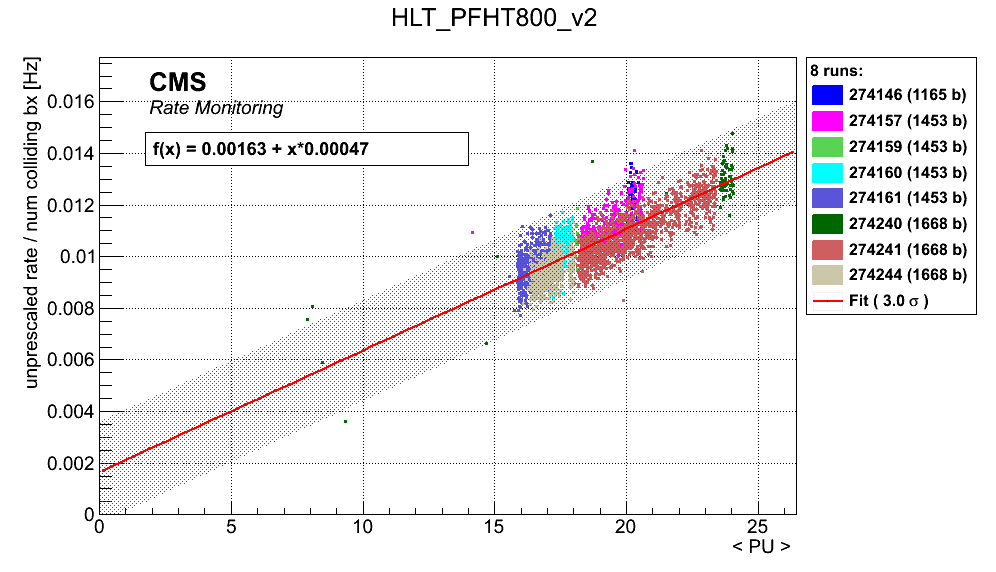 HLT_PFHT800_v2
unprescaled rate / num colliding bx [Hz]
CMS
Rate Monitoring
f(x) = 0.00163 + x*0.00047
0.016
0.014
0.012
0.01
0.008
0.006
0.004
0.002
0
0 5 10 15 20 25
< PU >
8 runs:
274146 (1165 b)
274157 (1453 b)
274159 (1453 b)
274160 (1453 b)
274161 (1453 b)
274240 (1668 b)
274241 (1668 b)
274244 (1668 b)
Fit ( 3.0 σ )